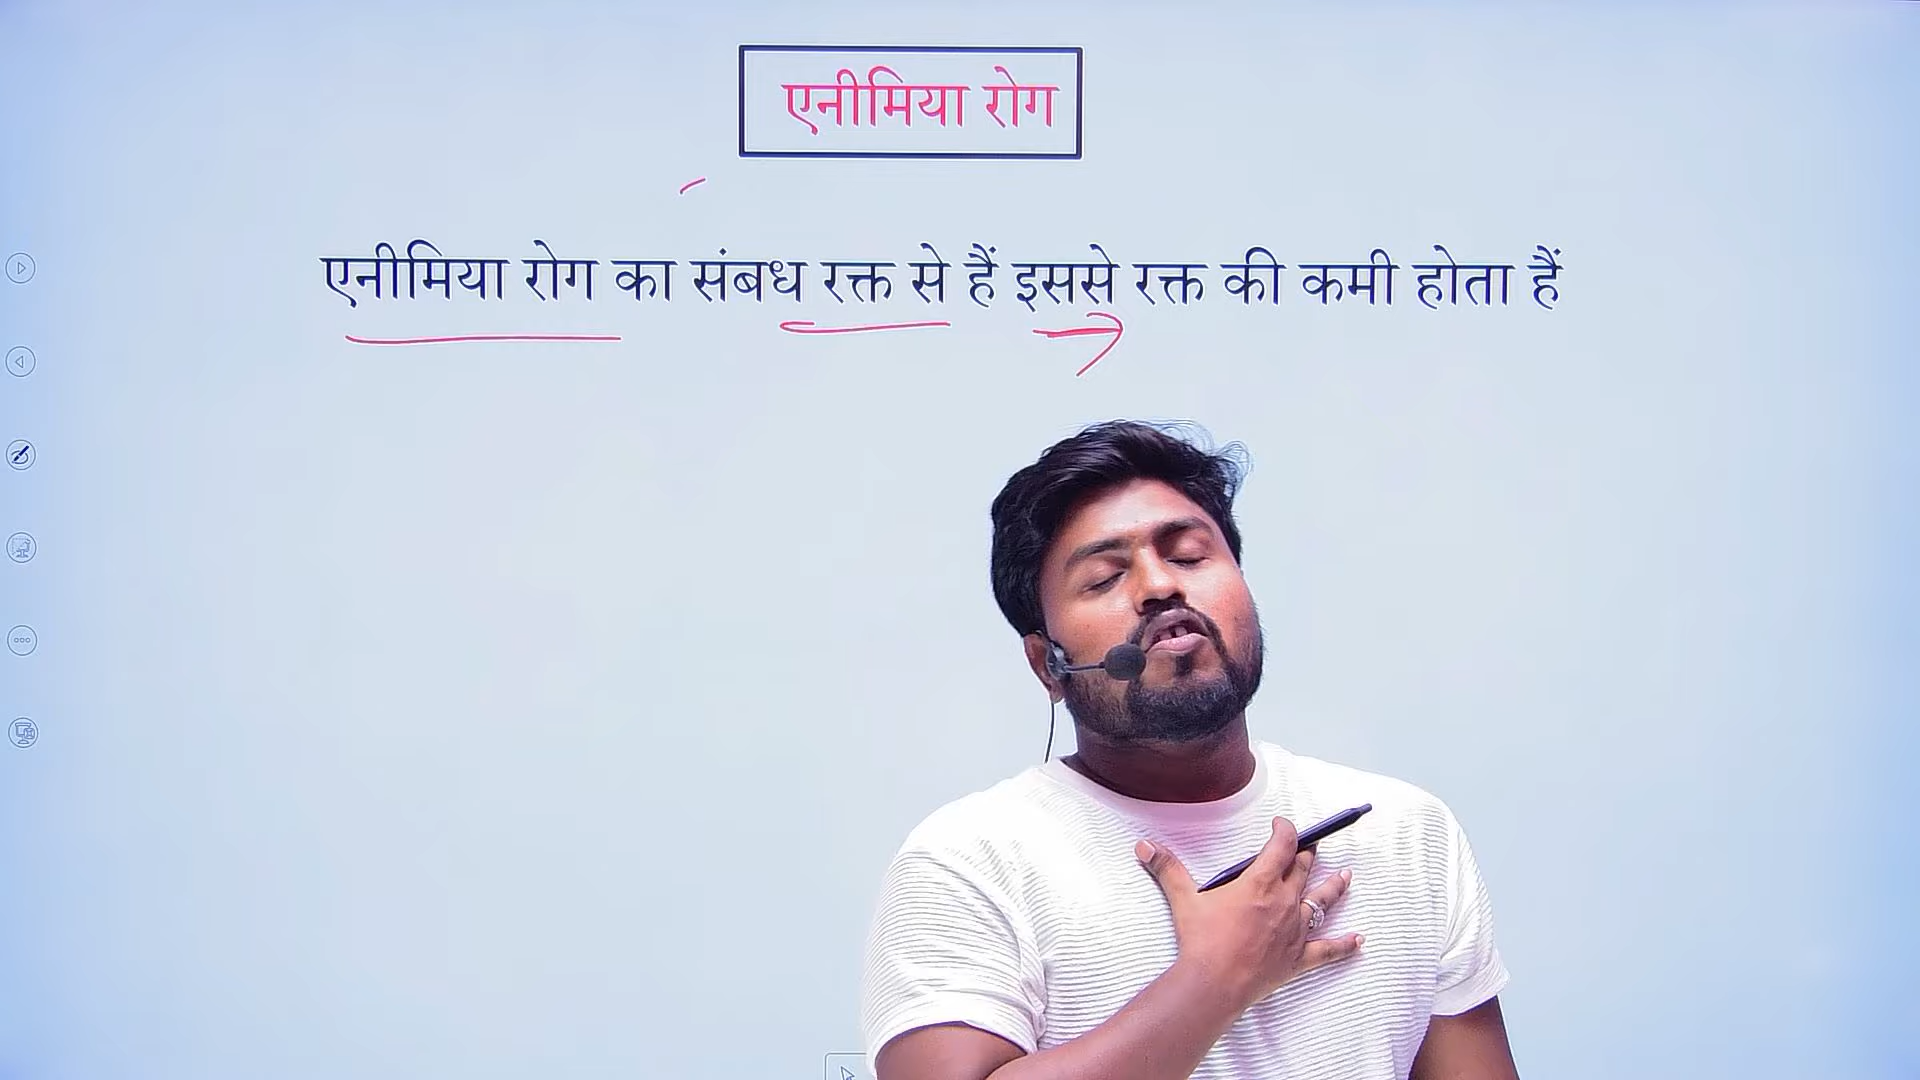 एनीमिया रोग
एनीमिया रोग का संबध रक्त से हैं इससे रक्त की कमी होता हैं